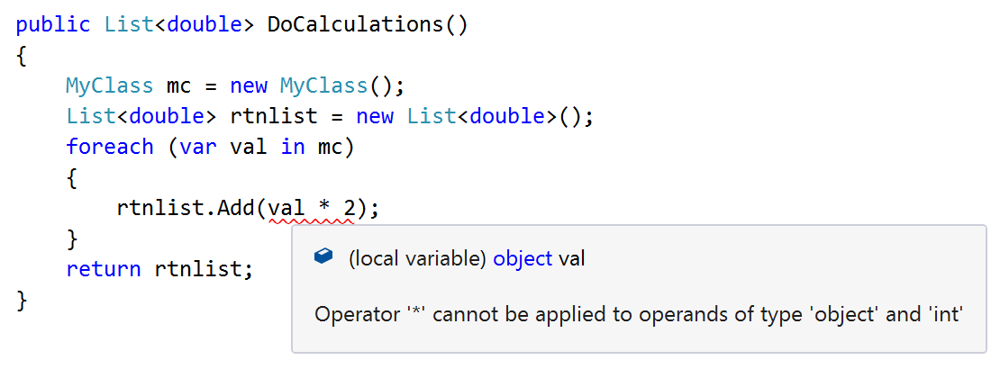 public List<double> DoCalculations()
{
    MyClass mc = new MyClass();
    List<double> rtnlist = new List<double>();
    foreach (var val in mc)
    {
        rtnlist.Add(val * 2);
    }
    return rtnlist;
}
(local variable) object val
Operator '*' cannot be applied to operands of type 'object' and 'int'